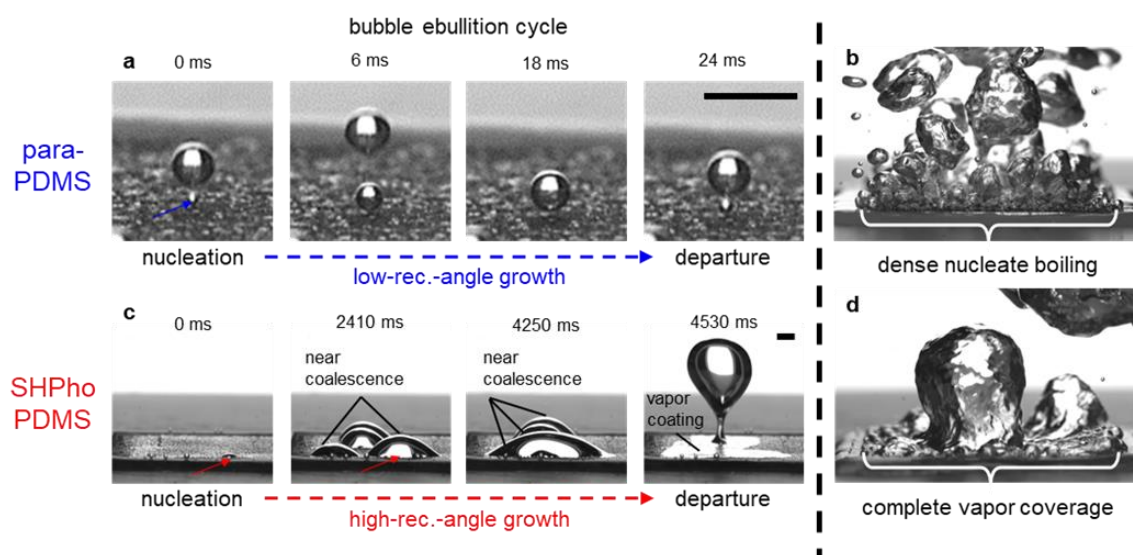 bubble ebullition cycle
a
0 ms
6 ms
18 ms
24 ms
para-
PDMS
nucleation
departure
low-rec.-angle growth
b
dense nucleate boiling
c
0 ms
2410 ms
4250 ms
4530 ms
SHPho
PDMS
near
coalescence
near
coalescence
vapor
coating
nucleation
departure
high-rec.-angle growth
d
complete vapor coverage